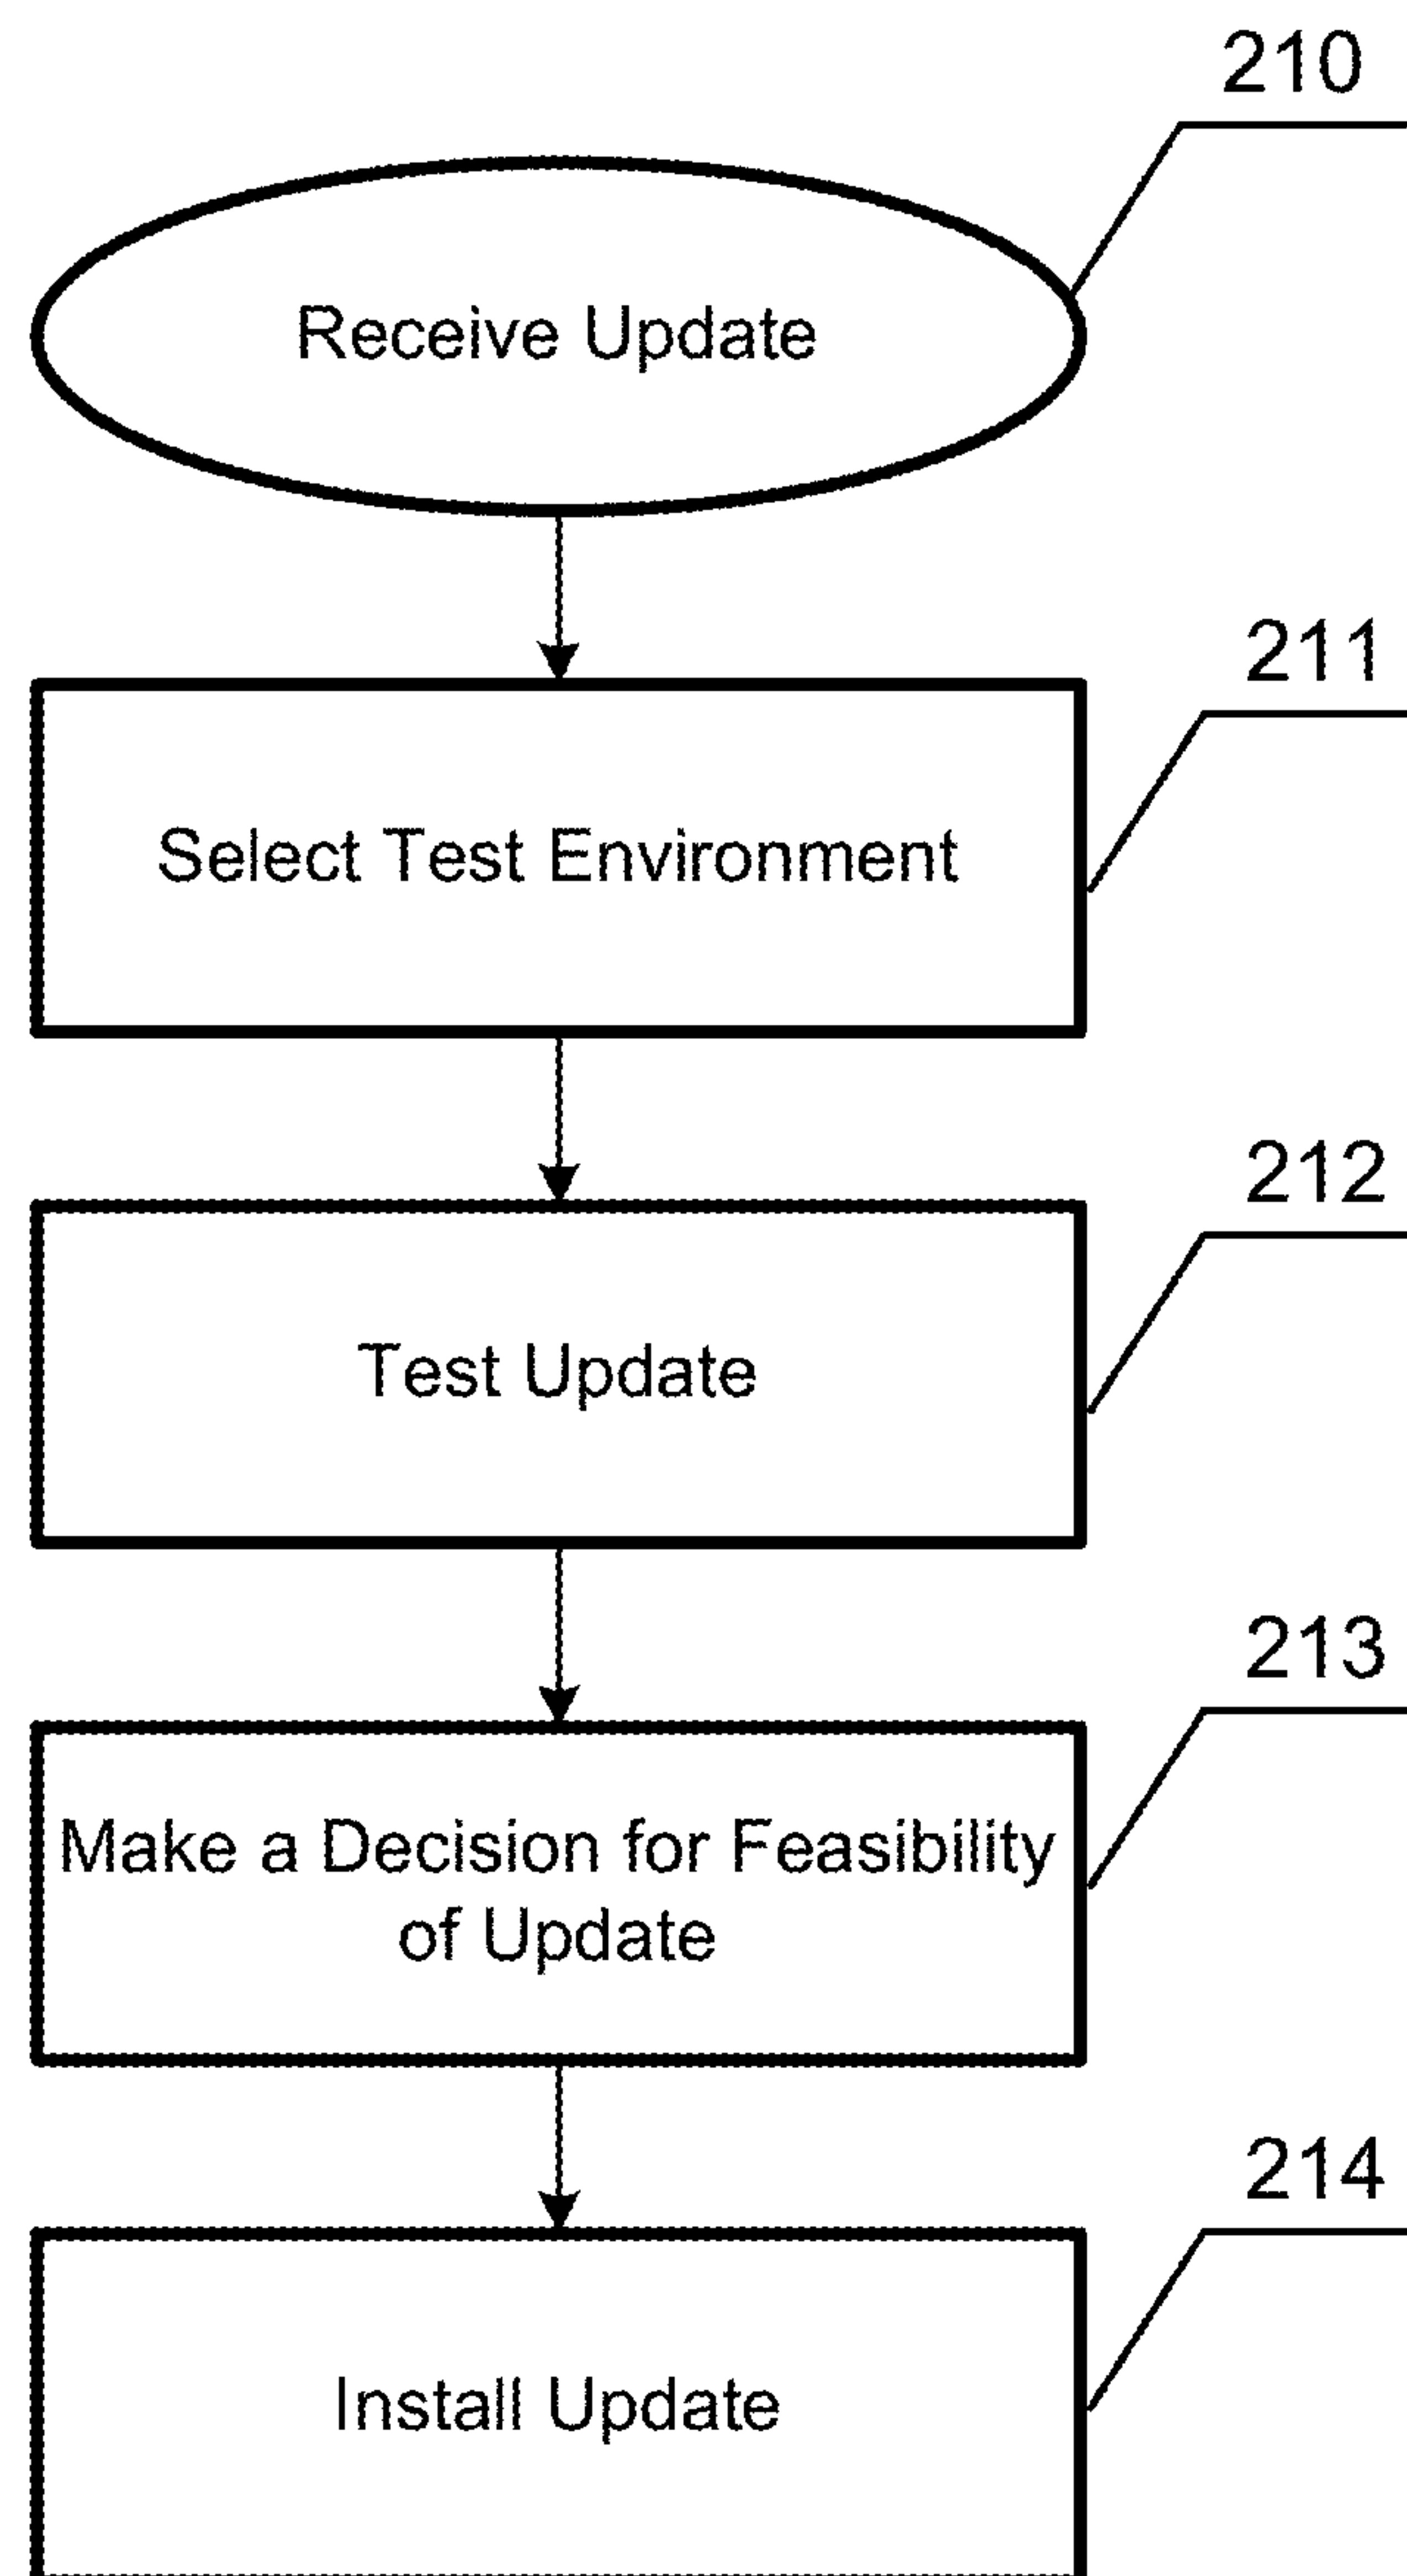 210
Receive Update
211
Select Test Environment
212
Test Update
213
Make a Decision for Feasibility
of Update
214
Install Update